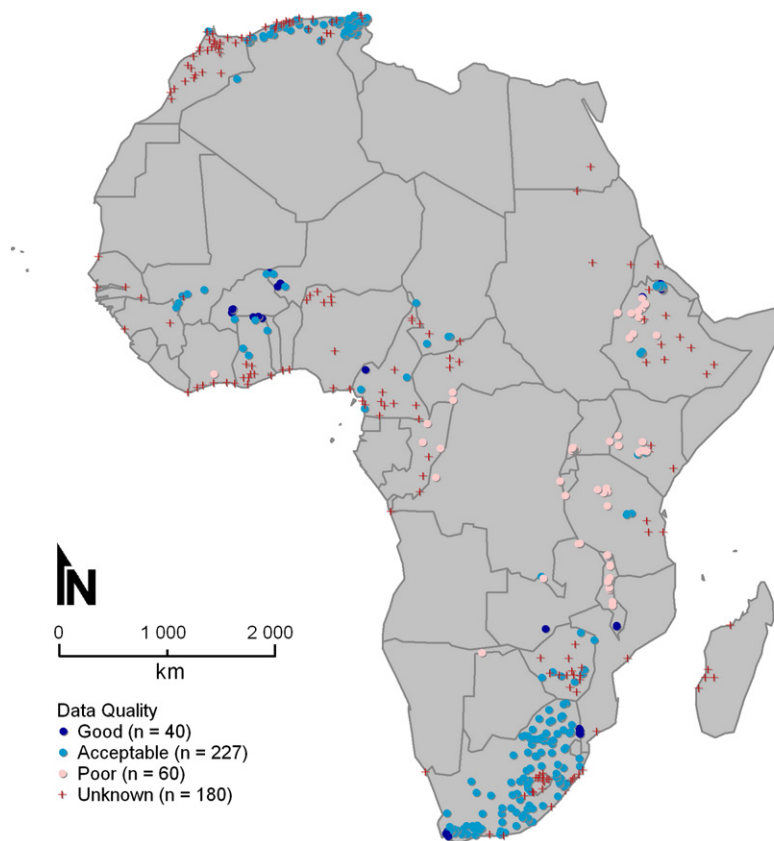 N
0 1 000 2 000
km
Data Quality
Good (n = 40)
Acceptable (n = 227)
Poor (n = 60)
Unknown (n = 180)